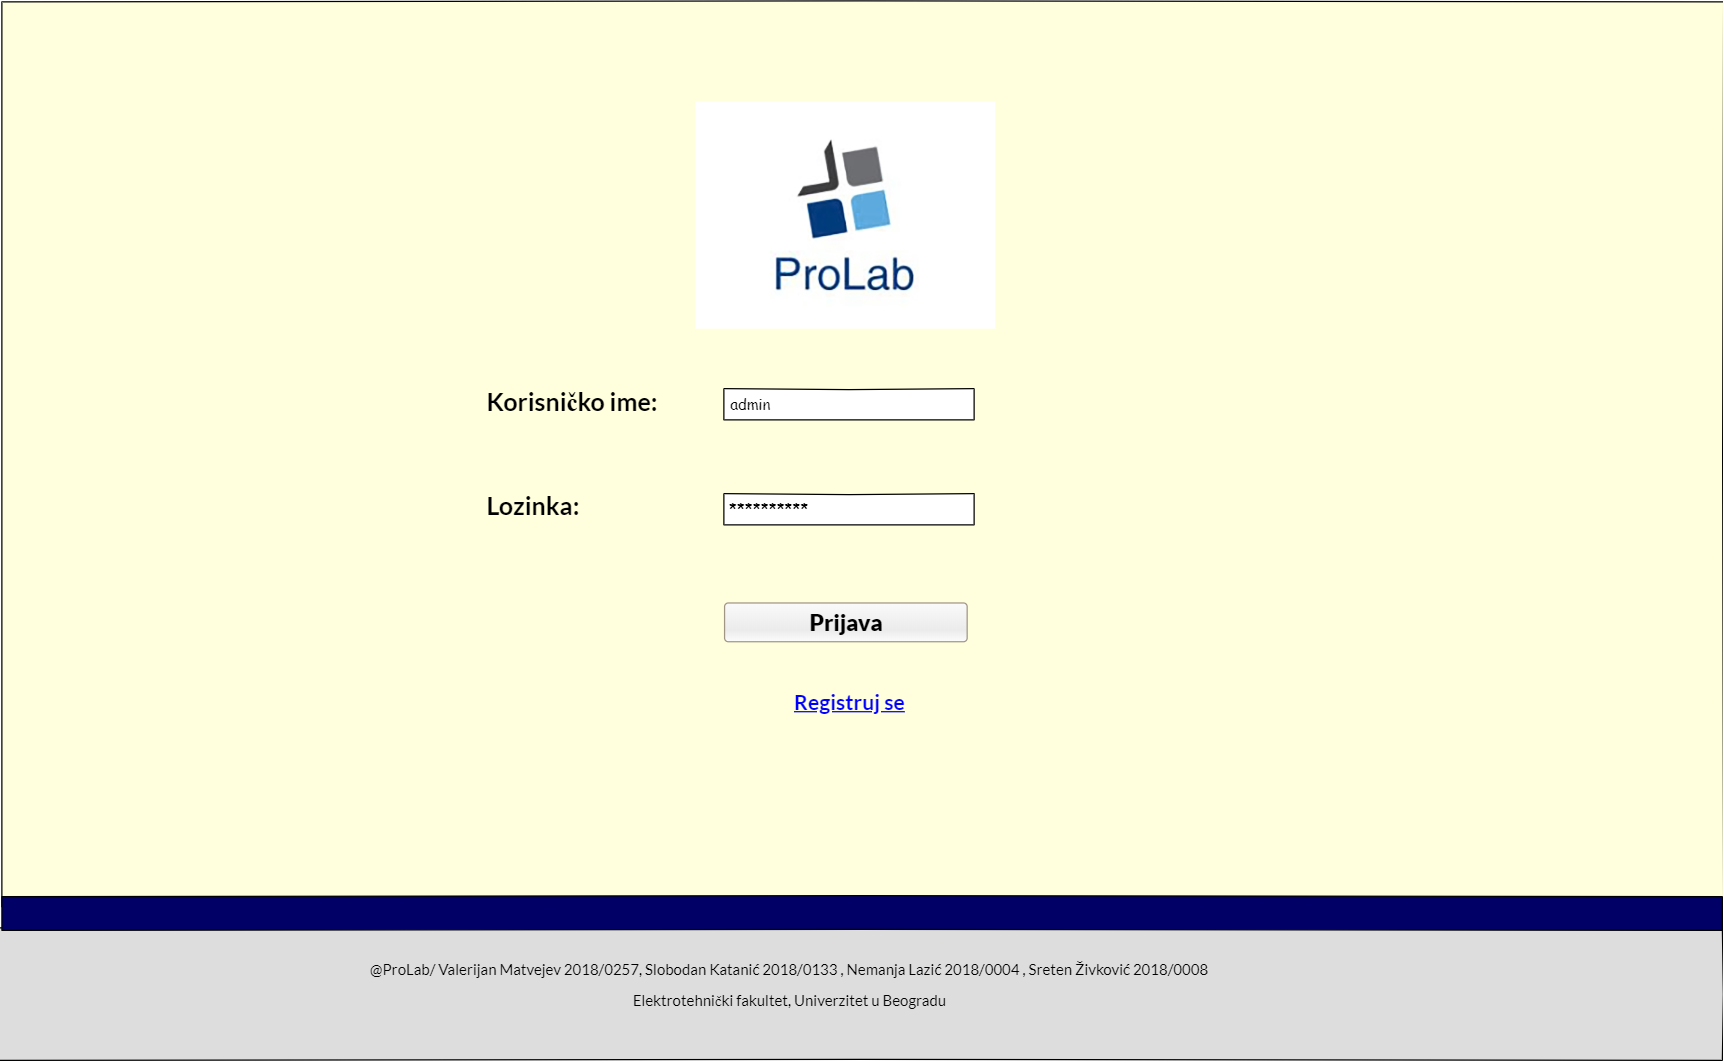 ProLab
Korisničko ime:
admin
Lozinka:
**********
Prijava
Registruj se
@ProLab/ Valerijan Matvejev 2018/0257, Slobodan Katanić 2018/0133 , Nemanja Lazić 2018/0004 , Sreten Živković 2018/0008
Elektrotehnički fakultet, Univerzitet u Beogradu